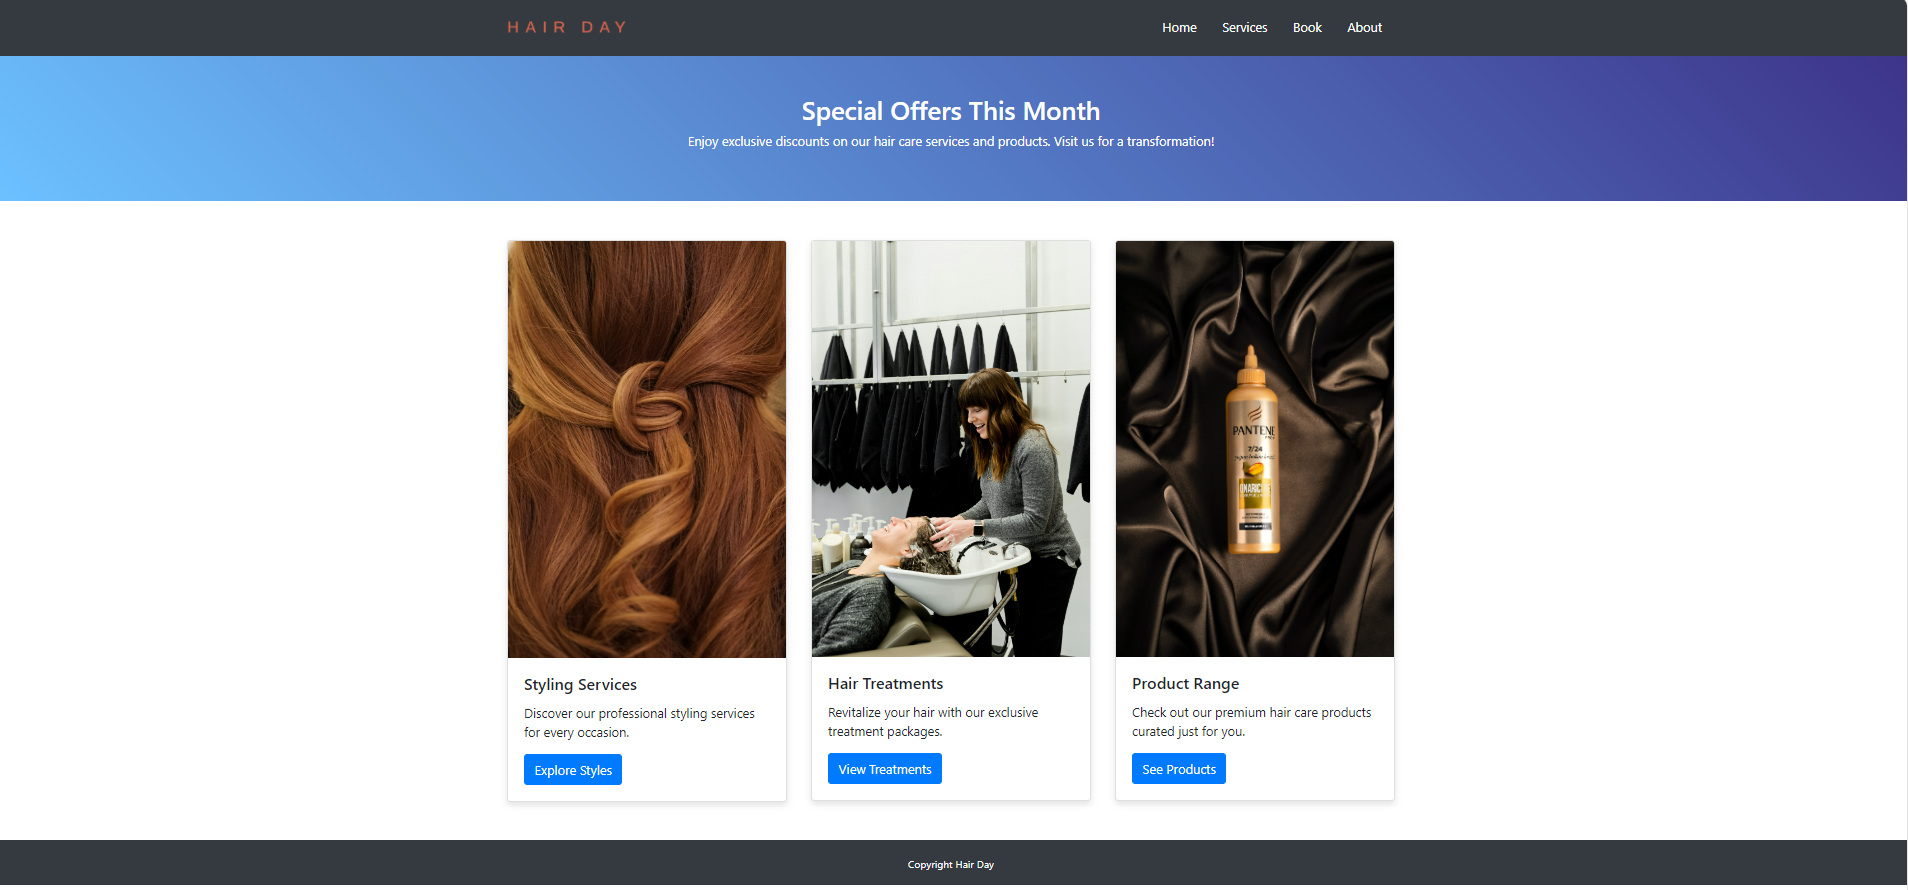 HAIR DAY
Home Services Book About
Special Offers This Month
Enjoy exclusive discounts on our hair care services and products. Visit us for a transformation!
PANTENE
7/24
Styling Services
Discover our professional styling services
for every occasion.
Explore Styles
Hair Treatments
Revitalize your hair with our exclusive
treatment packages.
View Treatments
Product Range
Check out our premium hair care products
curated just for you.
See Products
Copyright Hair Day